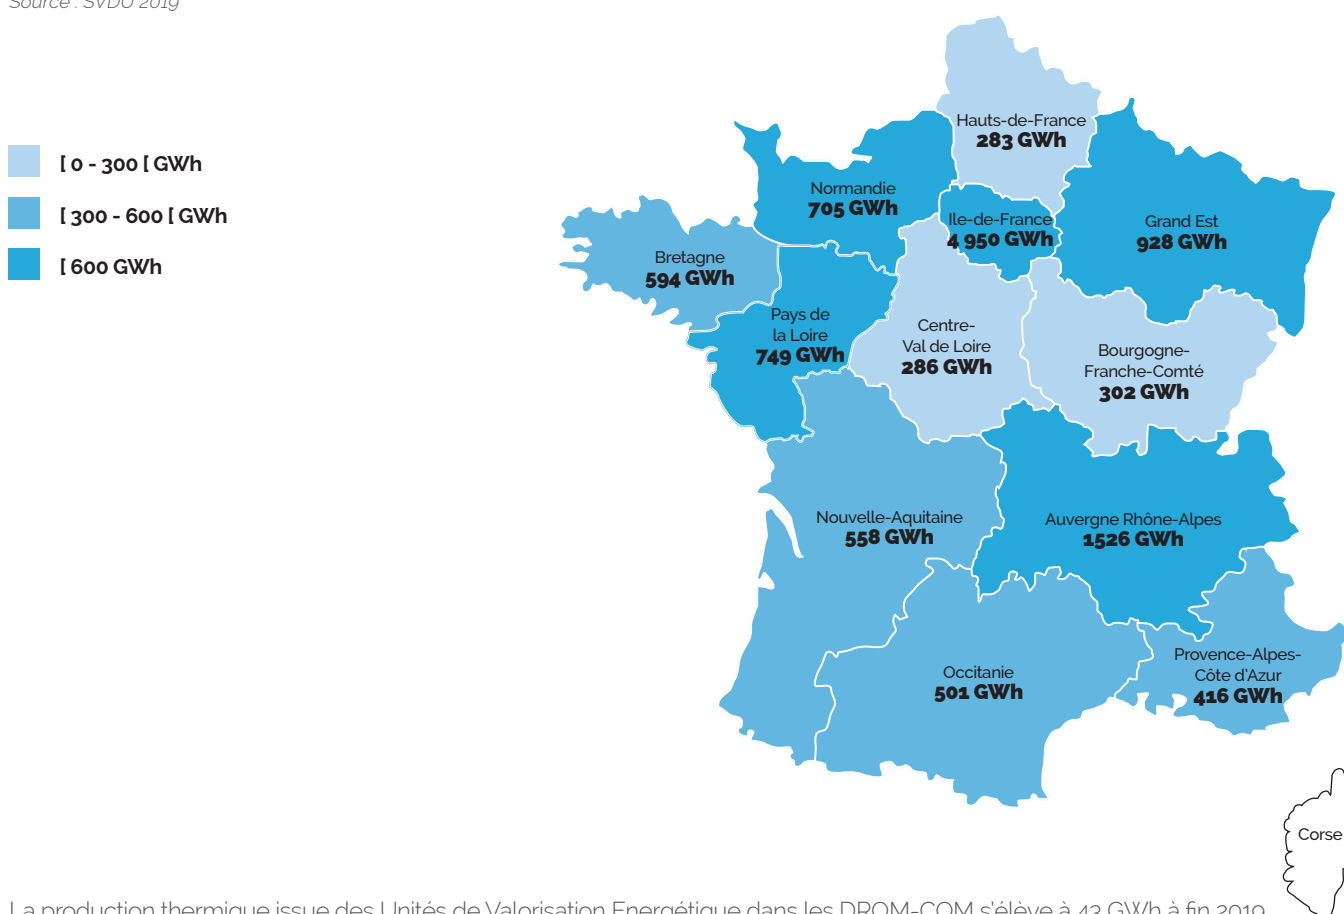 Source : SVDU 2019
[ 0 - 300 [ GWh
[ 300 - 600 [ GWh
[ 600 GWh
Hauts-de-France
283 GWh
Normandie
705 GWh
Ile-de-France
4 950 GWh
Grand Est
928 GWh
Bretagne
594 GWh
Pays de
la Loire
749 GWh
Centre-
Val de Loire
286 GWh
Bourgogne-
Franche-Comté
302 GWh
Nouvelle-Aquitaine
558 GWh
Auvergne Rhône-Alpes
1526 GWh
Occitanie
501 GWh
Provence-Alpes-
Côte d'Azur
416 GWh
Corse
La production thermique issue des Unités de Valorisation Energétique dans les DROM-COM s'élève à 43 GWh à fin 2019